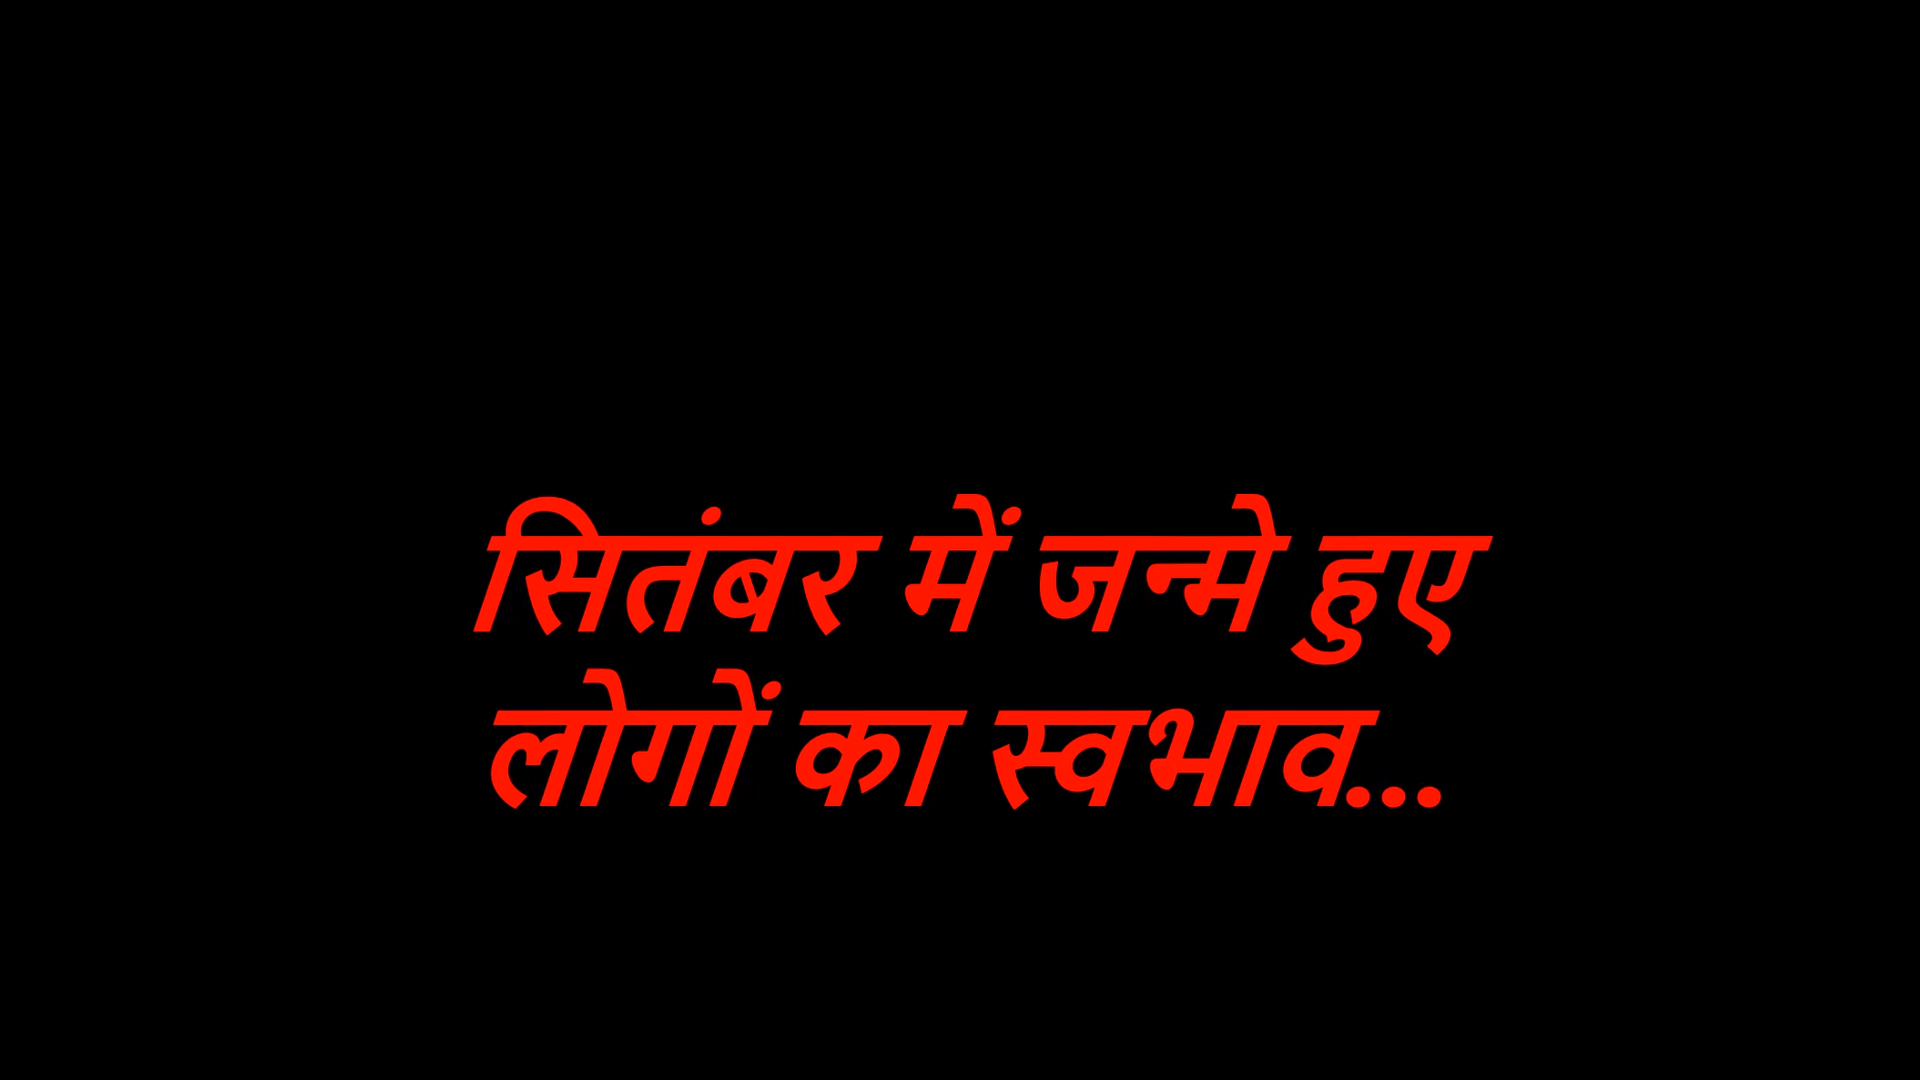 सितंबर में जन्मे हुए
लोगों का स्वभाव...